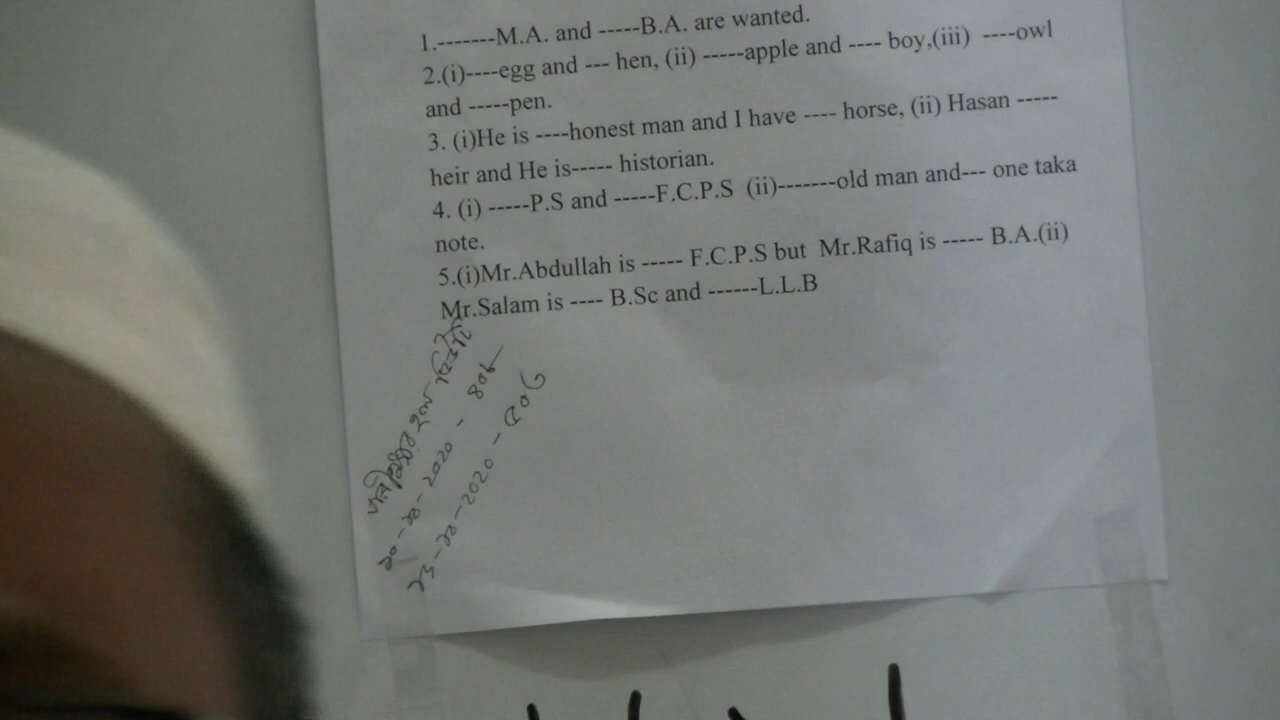 1.-------M.A. and -----B.A. are wanted.
2.(i)----egg and --- hen, (ii) -----apple and ---- boy,(iii) ----owl
and -----pen.
3. (i)He is ----honest man and I have ---- horse, (ii) Hasan -----
heir and He is----- historian.
4. (i) -----P.S and -----F.C.P.S (ii)-------old man and--- one taka
note.
5.(i)Mr.Abdullah is ----- F.C.P.S but Mr.Rafiq is ----- B.A.(ii)
Mr.Salam is ---- B.Sc and ------L.L.B